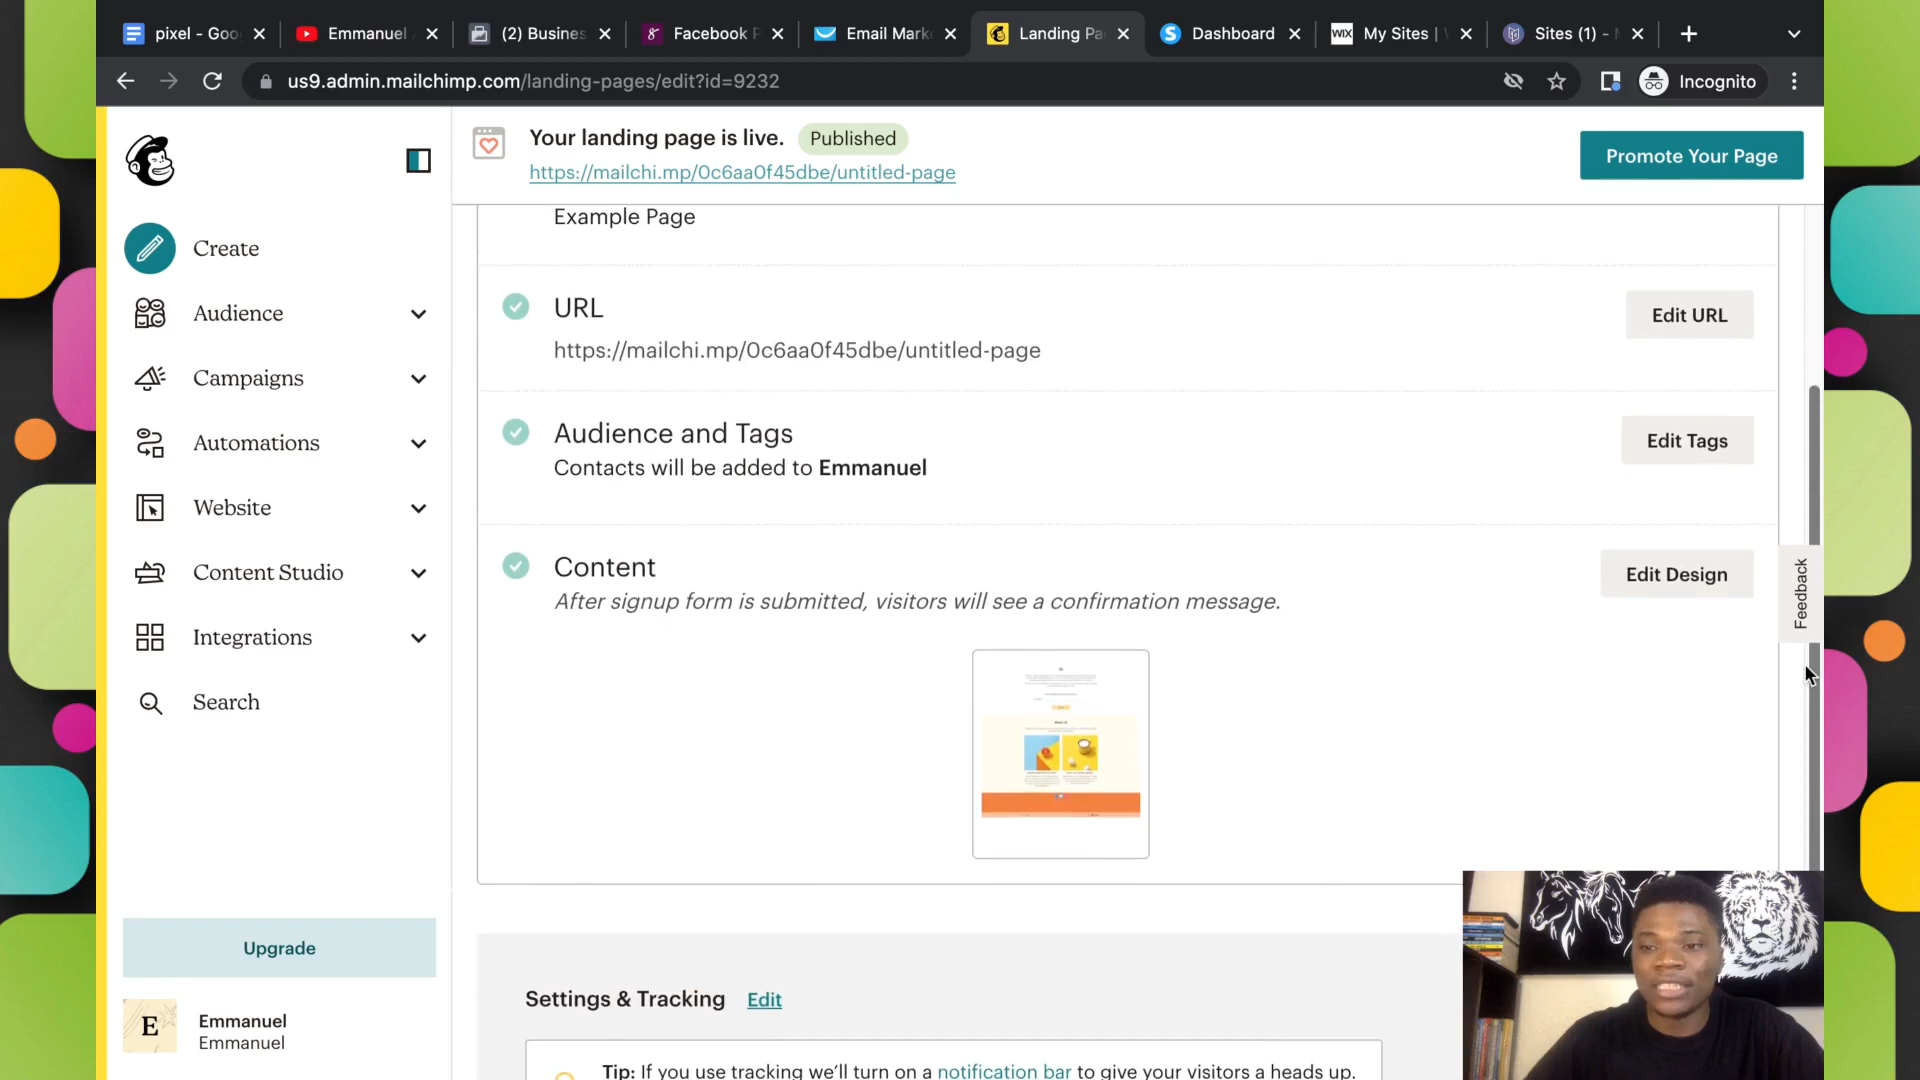 pixel - Goo
Emmanuel
(2) Busines
Facebook P
Email Mark
Landing Pa
Dashboard
WIX
My Sites |
Sites (1) -
us9.admin.mailchimp.com/landing-pages/edit?id=9232
Incognito
Your landing page is live. Published
https://mailchi.mp/0c6aa0f45dbe/untitled-page
Promote Your Page
Create
Audience
Campaigns
Automations
Website
Content Studio
Integrations
Search
Upgrade
E
Emmanuel
Emmanuel
Example Page
URL
https://mailchi.mp/0c6aa0f45dbe/untitled-page
Edit URL
Audience and Tags
Contacts will be added to Emmanuel
Edit Tags
Content
After signup form is submitted, visitors will see a confirmation message.
Edit Design
Feedback
Settings & Tracking Edit
Tip: If you use tracking we'll turn on a notification bar to give your visitors a heads up.